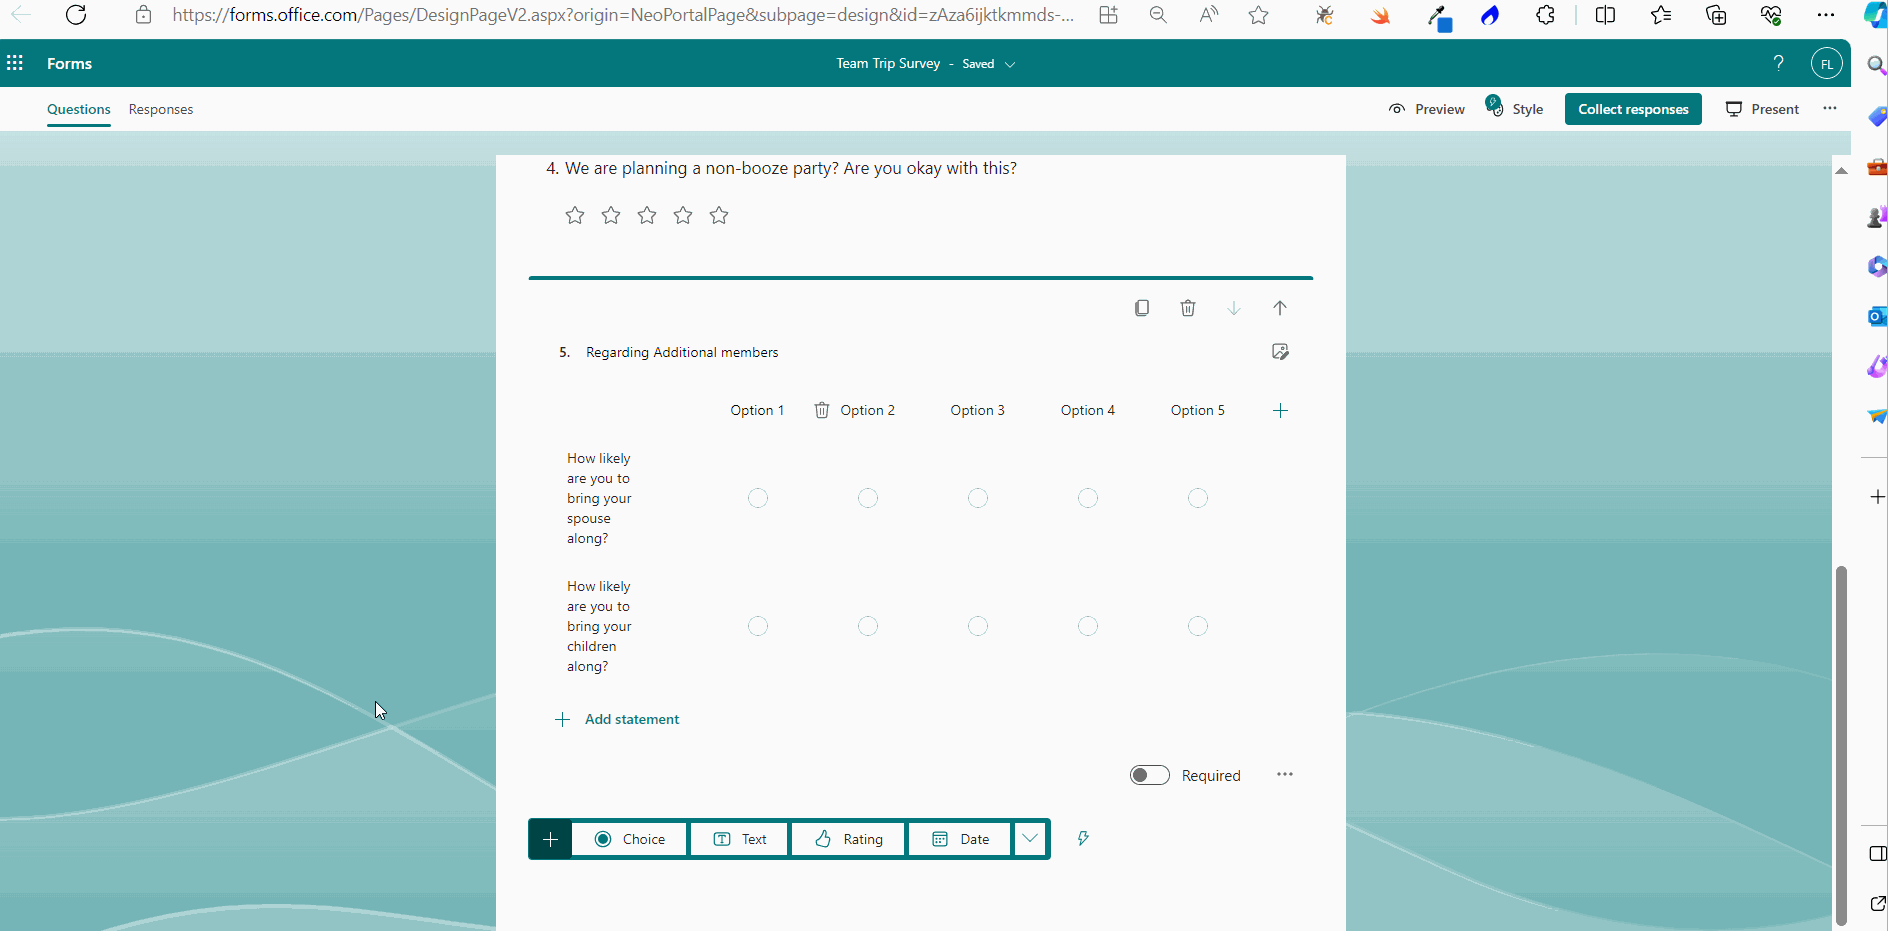 https://forms.office.com/Pages/DesignPageV2.aspx?origin=NeoPortalPage&subpage=design&id=zAza6ijktkmmds-...
Forms
Team Trip Survey - Saved
? FL
Questions Responses
Preview Style Collect responses Present
4. We are planning a non-booze party? Are you okay with this?
5. Regarding Additional members
Option 1 Option 2 Option 3 Option 4 Option 5
How likely
are you to
bring your
spouse
along?
How likely
are you to
bring your
children
along?
Add statement
Required
Choice Text Rating Date